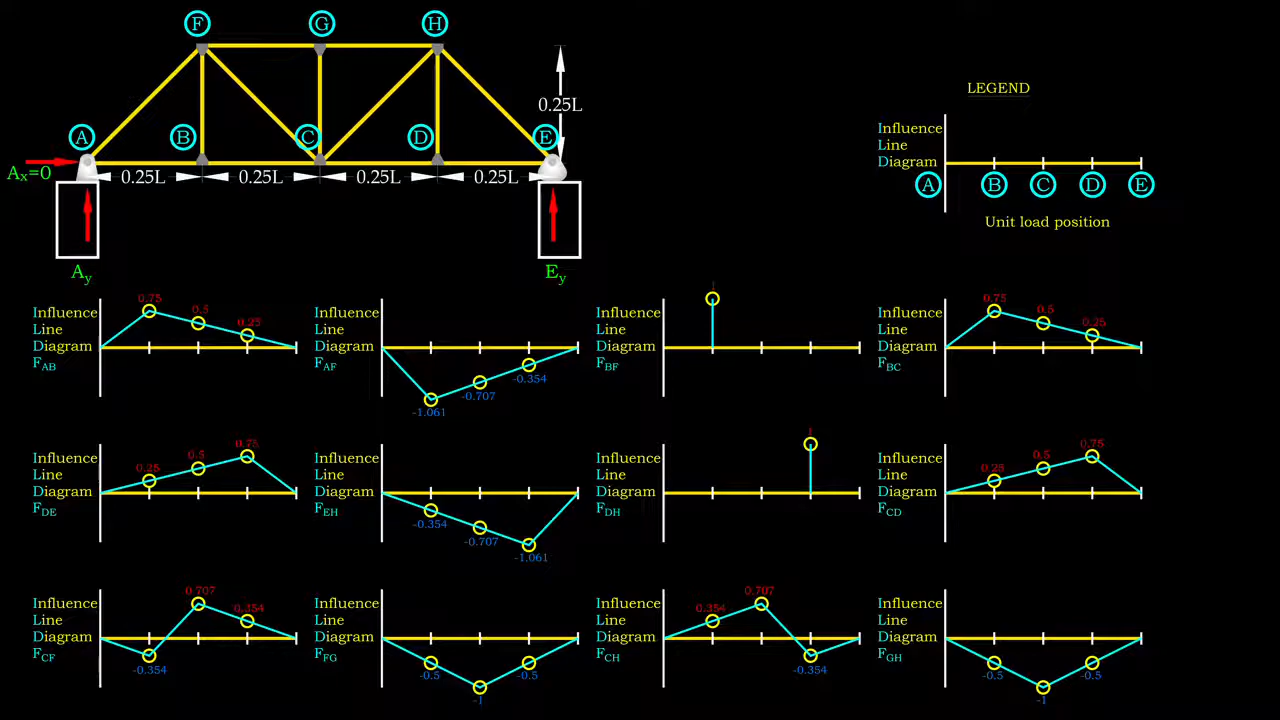 F
G
H
LEGEND
0.25L
Influence
Line
Diagram
A
B
C
D
E
A
B
C
D
E
Unit load position
Ax=0
0.25L
0.25L
0.25L
0.25L
Ay
Ey
Influence
Line
Diagram
FAB
0.75
0.5
0.25
Influence
Line
Diagram
FAF
-1.061
-0.707
-0.354
Influence
Line
Diagram
FBF
1
Influence
Line
Diagram
FBC
0.75
0.5
0.25
Influence
Line
Diagram
FDE
0.25
0.5
0.75
Influence
Line
Diagram
FEH
-0.354
-0.707
-1.061
Influence
Line
Diagram
FDH
1
Influence
Line
Diagram
FCD
0.25
0.5
0.75
Influence
Line
Diagram
FCF
-0.354
0.707
0.354
Influence
Line
Diagram
FFG
-0.5
-1
-0.5
Influence
Line
Diagram
FCH
0.354
0.707
-0.354
Influence
Line
Diagram
FGH
-0.5
-1
-0.5